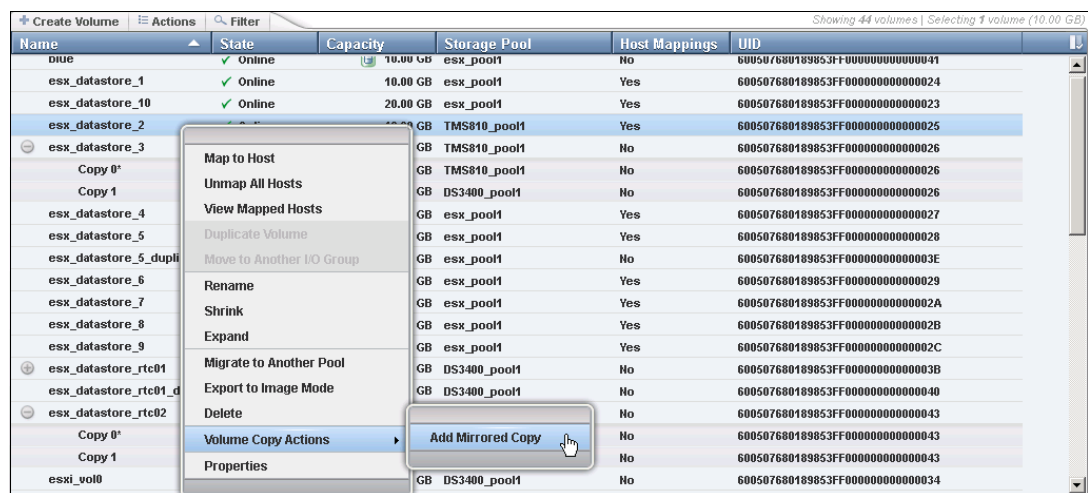 Create Volume Actions Filter Showing 44 volumes | Selecting 1 volume (10.00 GB)
Name State Capacity Storage Pool Host Mappings UID
blue Online 10.00 GB esx_pool1 No 600507680189853FF000000000000041
esx_datastore_1 Online 10.00 GB esx_pool1 Yes 600507680189853FF000000000000024
esx_datastore_10 Online 20.00 GB esx_pool1 Yes 600507680189853FF000000000000023
esx_datastore_2 GB TMS810_pool1 Yes 600507680189853FF000000000000025
esx_datastore_3 GB TMS810_pool1 No 600507680189853FF000000000000026
Map to Host
Copy 0* GB TMS810_pool1 No 600507680189853FF000000000000026
Unmap All Hosts
Copy 1 GB DS3400_pool1 No 600507680189853FF000000000000026
View Mapped Hosts
esx_datastore_4 GB esx_pool1 Yes 600507680189853FF000000000000027
Duplicate Volume
esx_datastore_5 GB esx_pool1 Yes 600507680189853FF000000000000028
Move to Another I/O Group
esx_datastore_5_dupli GB esx_pool1 No 600507680189853FF00000000000003E
Rename
esx_datastore_6 GB esx_pool1 Yes 600507680189853FF000000000000029
Shrink
esx_datastore_7 GB esx_pool1 Yes 600507680189853FF00000000000002A
Expand
esx_datastore_8 GB esx_pool1 Yes 600507680189853FF00000000000002B
esx_datastore_9 GB esx_pool1 Yes 600507680189853FF00000000000002C
Migrate to Another Pool
esx_datastore_rtc01 GB DS3400_pool1 No 600507680189853FF00000000000003B
Export to Image Mode
esx_datastore_rtc01_d GB DS3400_pool1 No 600507680189853FF000000000000040
Delete
esx_datastore_rtc02 No 600507680189853FF000000000000043
Volume Copy Actions Add Mirrored Copy
Copy 0* No 600507680189853FF000000000000043
Copy 1 No 600507680189853FF000000000000043
Properties
esxi_vol0 GB DS3400_pool1 No 600507680189853FF000000000000034